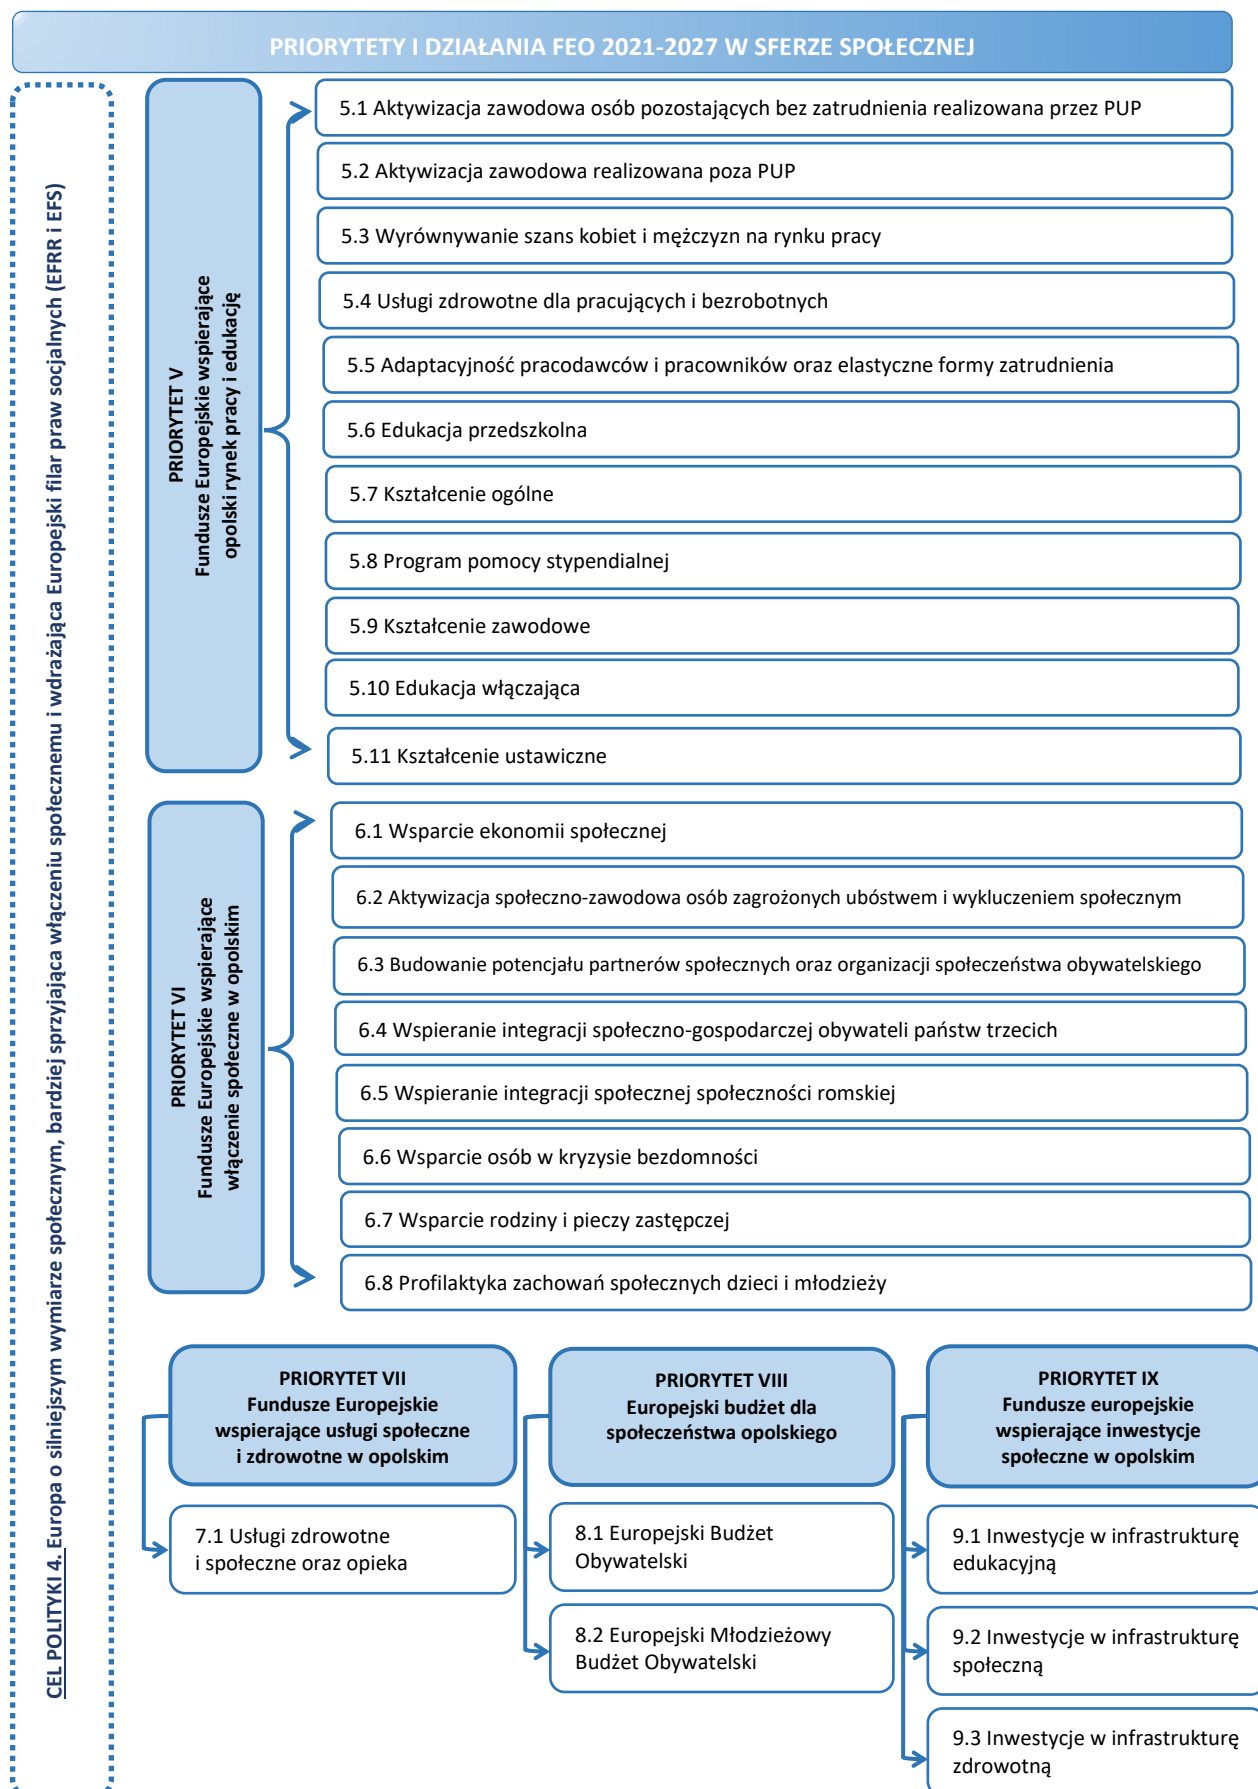 PRIORYTETY I DZIAŁANIA FEO 2021-2027 W SFERZE SPOŁECZNEJ
CEL POLITYKI 4. Europa o silniejszym wymiarze społecznym, bardziej sprzyjająca włączeniu społecznemu i wdrażająca Europejski filar praw socjalnych (EFRR i EFS)
PRIORYTET V
Fundusze Europejskie wspierające
opolski rynek pracy i edukację
5.1 Aktywizacja zawodowa osób pozostających bez zatrudnienia realizowana przez PUP
5.2 Aktywizacja zawodowa realizowana poza PUP
5.3 Wyrównywanie szans kobiet i mężczyzn na rynku pracy
5.4 Usługi zdrowotne dla pracujących i bezrobotnych
5.5 Adaptacyjność pracodawców i pracowników oraz elastyczne formy zatrudnienia
5.6 Edukacja przedszkolna
5.7 Kształcenie ogólne
5.8 Program pomocy stypendialnej
5.9 Kształcenie zawodowe
5.10 Edukacja włączająca
5.11 Kształcenie ustawiczne
PRIORYTET VI
Fundusze Europejskie wspierające
włączenie społeczne w opolskim
6.1 Wsparcie ekonomii społecznej
6.2 Aktywizacja społeczno-zawodowa osób zagrożonych ubóstwem i wykluczeniem społecznym
6.3 Budowanie potencjału partnerów społecznych oraz organizacji społeczeństwa obywatelskiego
6.4 Wspieranie integracji społeczno-gospodarczej obywateli państw trzecich
6.5 Wspieranie integracji społecznej społeczności romskiej
6.6 Wsparcie osób w kryzysie bezdomności
6.7 Wsparcie rodziny i pieczy zastępczej
6.8 Profilaktyka zachowań społecznych dzieci i młodzieży
PRIORYTET VII
Fundusze Europejskie
wspierające usługi społeczne
i zdrowotne w opolskim
7.1 Usługi zdrowotne
i społeczne oraz opieka
PRIORYTET VIII
Europejski budżet dla
społeczeństwa opolskiego
8.1 Europejski Budżet
Obywatelski
8.2 Europejski Młodzieżowy
Budżet Obywatelski
PRIORYTET IX
Fundusze europejskie
wspierające inwestycje
społeczne w opolskim
9.1 Inwestycje w infrastrukturę
edukacyjną
9.2 Inwestycje w infrastrukturę
społeczną
9.3 Inwestycje w infrastrukturę
zdrowotną